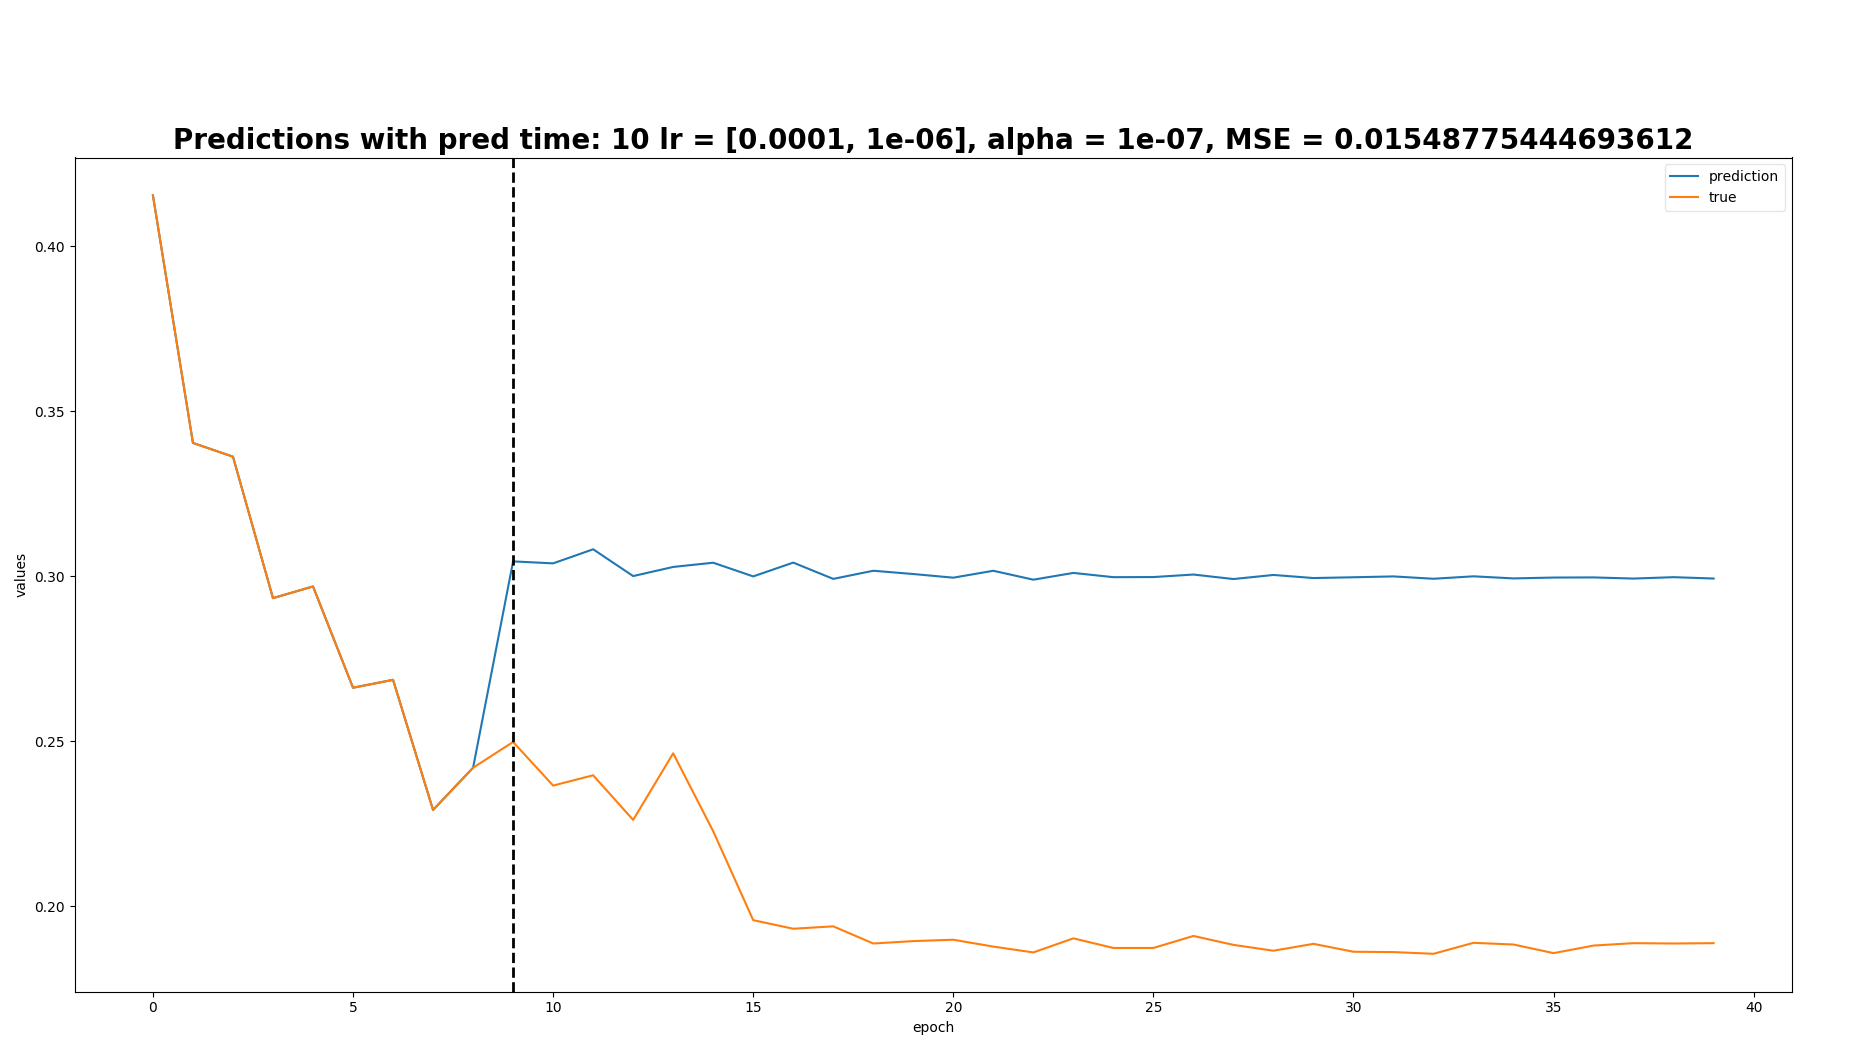 Predictions with pred time: 10 lr = [0.0001, 1e-06], alpha = 1e-07, MSE = 0.01548775444693612
prediction
true
0.40
0.35
0.30
0.25
0.20
values
0 5 10 15 20 25 30 35 40
epoch